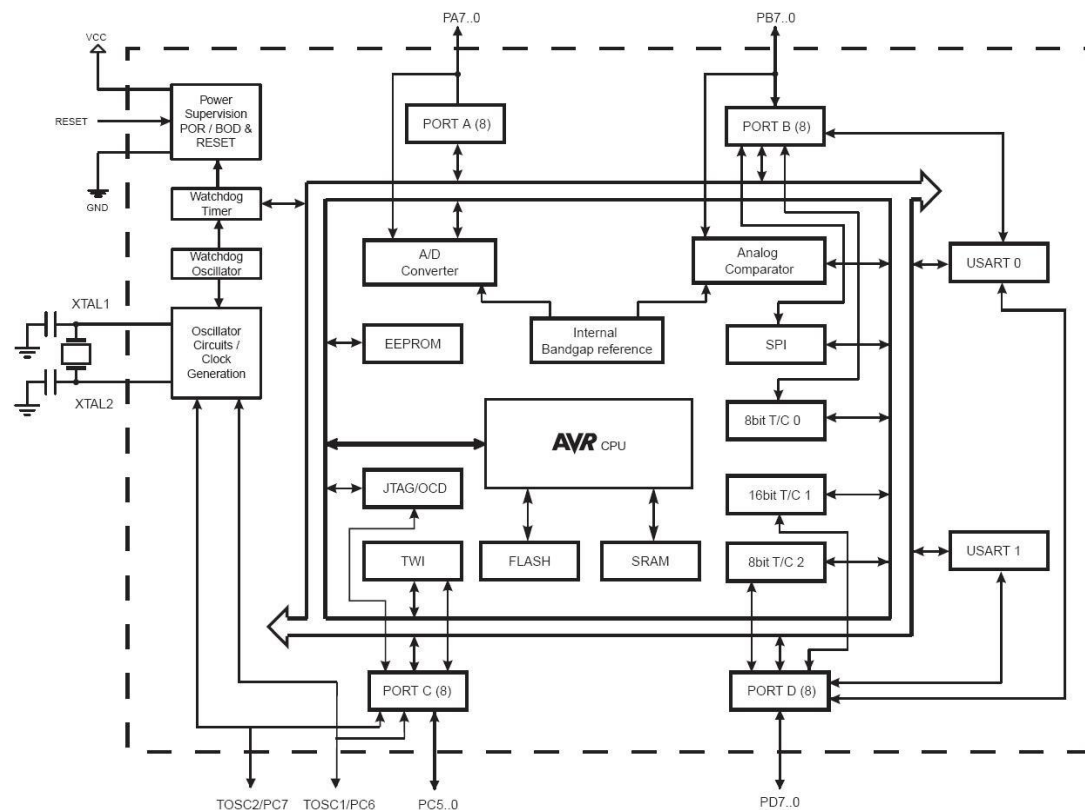 PA7..0
PB7..0
VCC
RESET
GND
Power
Supervision
POR / BOD &
RESET
PORT A (8)
PORT B (8)
Watchdog
Timer
Watchdog
Oscillator
A/D
Converter
Analog
Comparator
USART 0
XTAL1
XTAL2
Oscillator
Circuits /
Clock
Generation
EEPROM
Internal
Bandgap reference
SPI
8bit T/C 0
AVR CPU
JTAG/OCD
16bit T/C 1
TWI
FLASH
SRAM
8bit T/C 2
USART 1
PORT C (8)
PORT D (8)
TOSC2/PC7
TOSC1/PC6
PC5..0
PD7..0